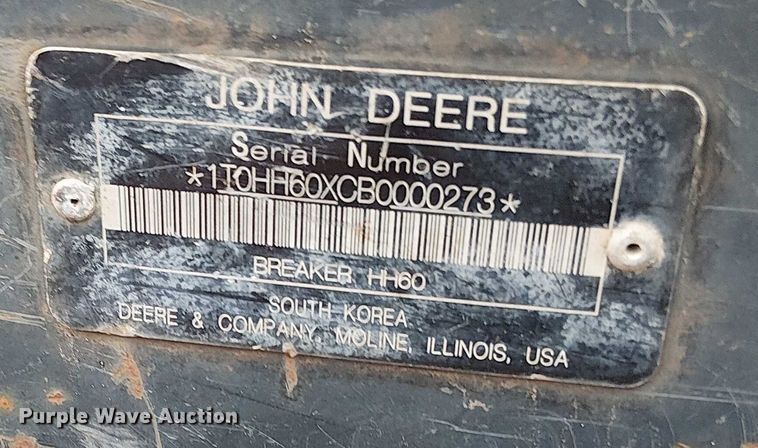 JOHN DEERE
Serial Number
*1T0HH60XCB0000273*
BREAKER HH60
SOUTH KOREA
DEERE & COMPANY, MOLINE, ILLINOIS, USA
Purple Wave Auction